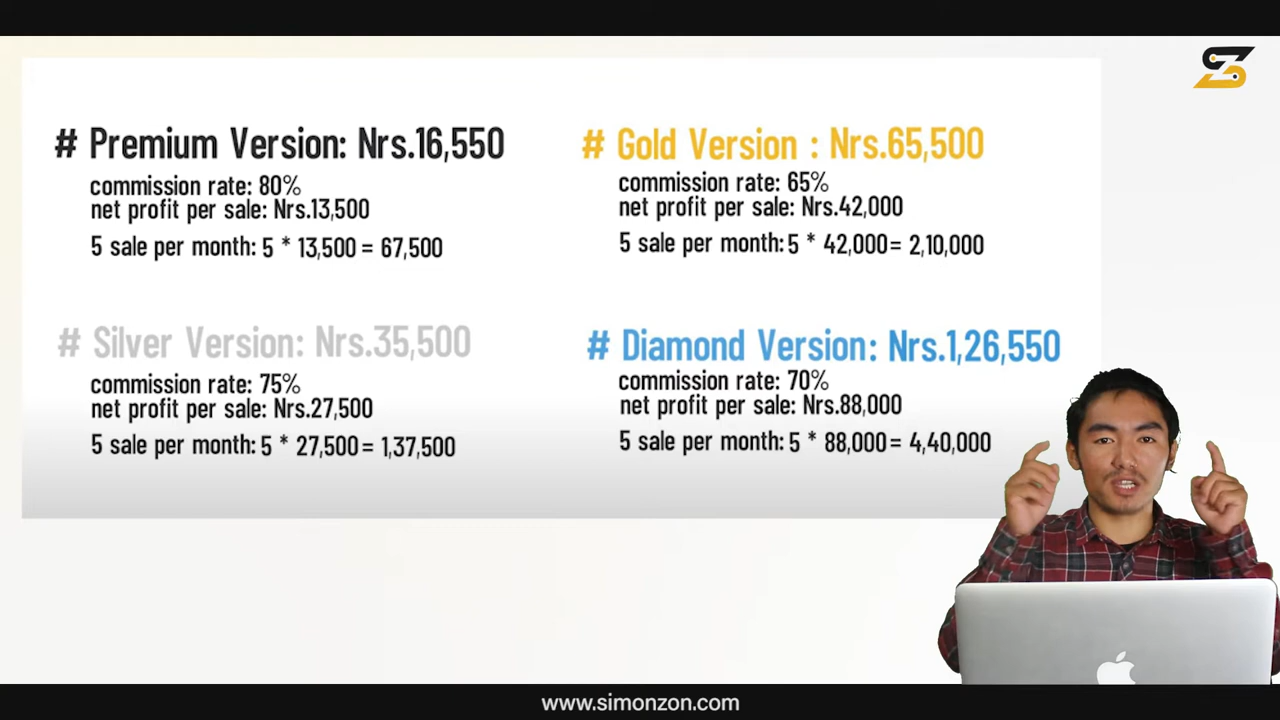 # Premium Version: Nrs.16,550
commission rate: 80%
net profit per sale: Nrs.13,500
5 sale per month: 5 * 13,500 = 67,500
# Gold Version : Nrs.65,500
commission rate: 65%
net profit per sale: Nrs.42,000
5 sale per month: 5 * 42,000 = 2,10,000
# Silver Version: Nrs.35,500
commission rate: 75%
net profit per sale: Nrs.27,500
5 sale per month: 5 * 27,500 = 1,37,500
# Diamond Version: Nrs.1,26,550
commission rate: 70%
net profit per sale: Nrs.88,000
5 sale per month: 5 * 88,000 = 4,40,000
www.simonzon.com